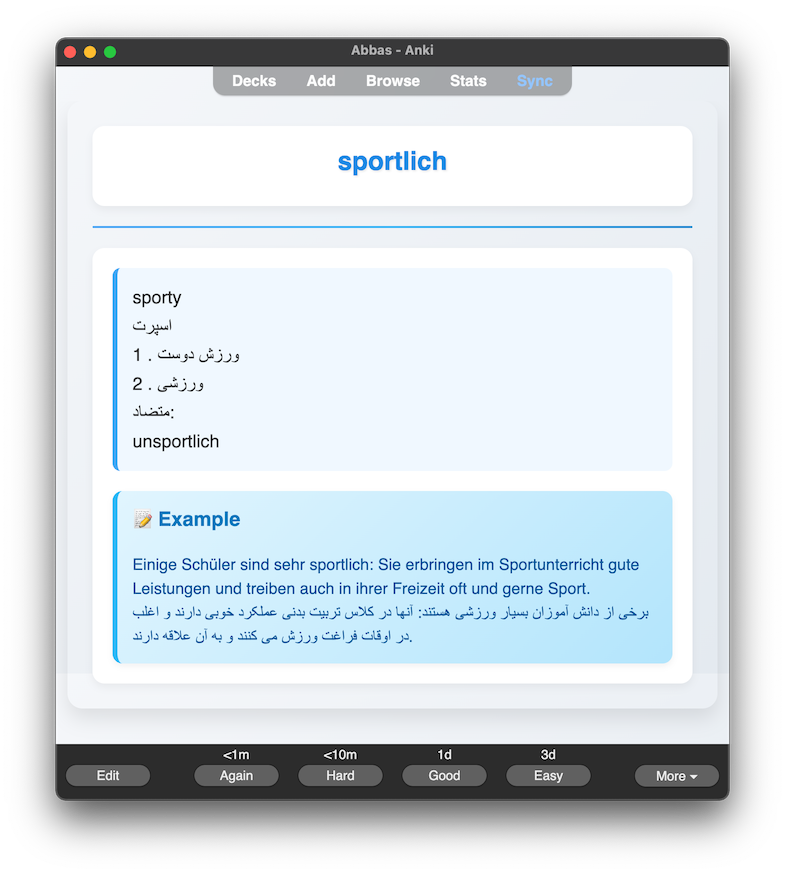 Abbas - Anki
Decks Add Browse Stats Sync
sportlich
sporty
اسپرت
1 . ورزش دوست
2 . ورزشی
متضاد:
unsportlich
📝 Example
Einige Schüler sind sehr sportlich: Sie erbringen im Sportunterricht gute
Leistungen und treiben auch in ihrer Freizeit oft und gerne Sport.
برخی از دانش آموزان بسیار ورزشی هستند: آنها در کلاس تربیت بدنی عملکرد خوبی دارند و اغلب
در اوقات فراغت ورزش می کنند و به آن علاقه دارند.
<1m <10m 1d 3d
Edit Again Hard Good Easy More